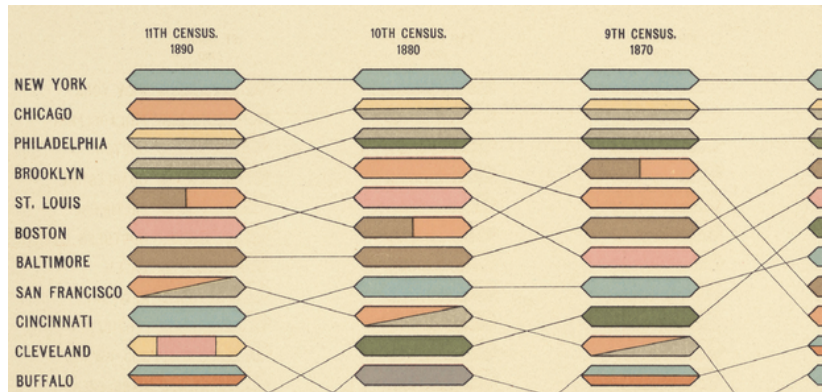 11TH CENSUS.
1890
10TH CENSUS.
1880
9TH CENSUS.
1870
NEW YORK
CHICAGO
PHILADELPHIA
BROOKLYN
ST. LOUIS
BOSTON
BALTIMORE
SAN FRANCISCO
CINCINNATI
CLEVELAND
BUFFALO